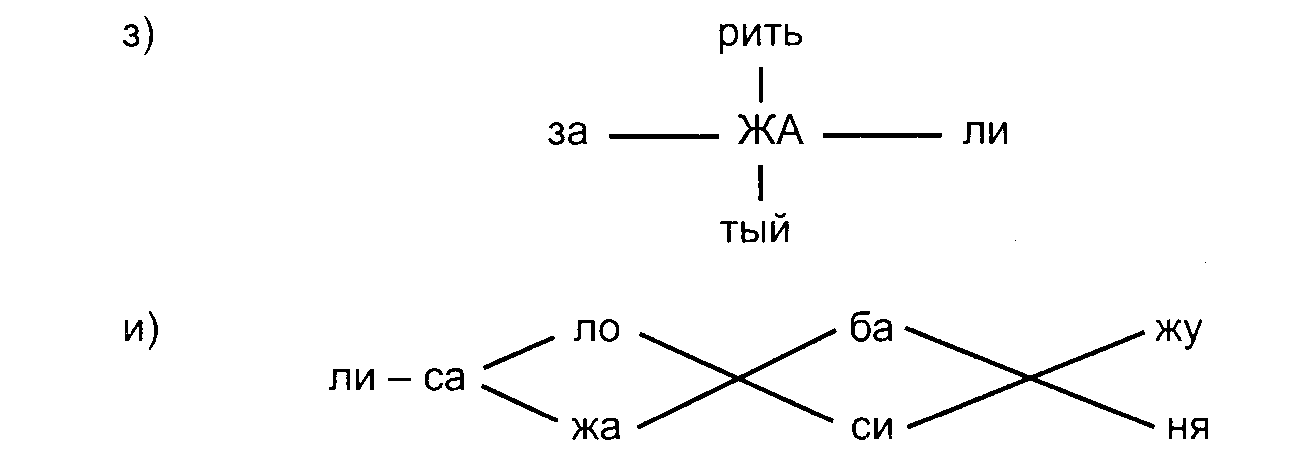 з) рить
за ЖА ли
тый
и) ло ба жу
ли – са
жа си ня